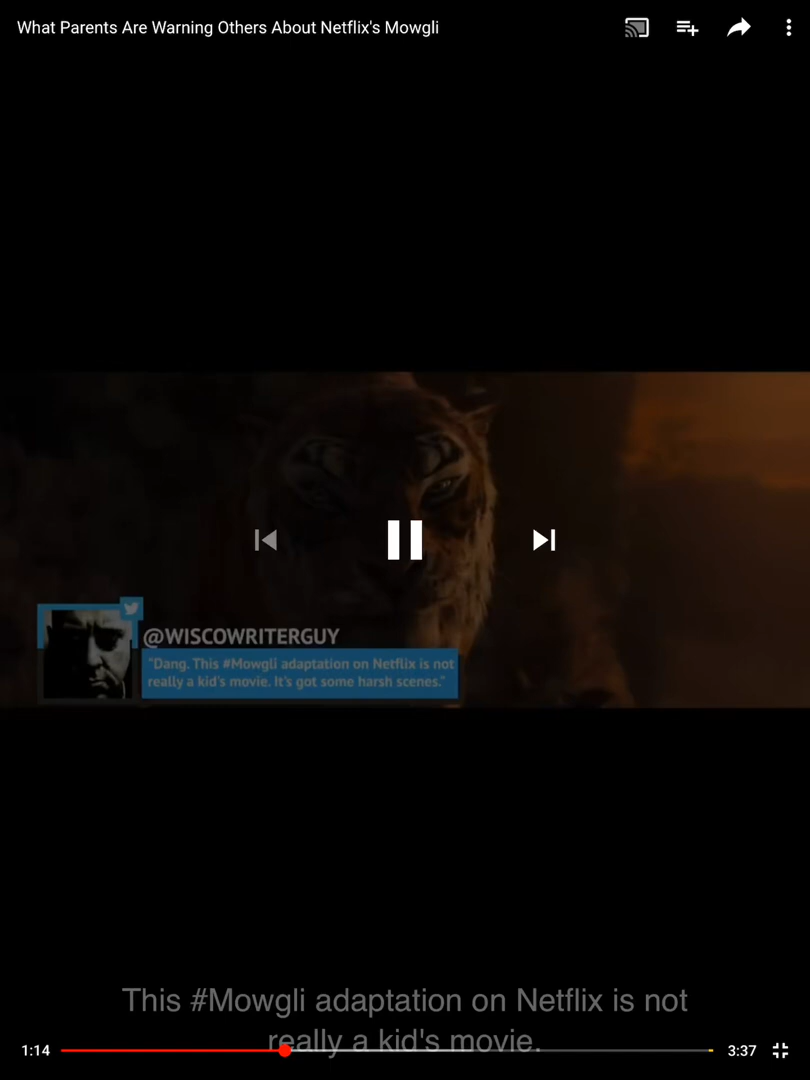 What Parents Are Warning Others About Netflix's Mowgli
@WISCOWRITERGUY
"Dang. This #Mowgli adaptation on Netflix is not
really a kid's movie. It's got some harsh scenes."
This #Mowgli adaptation on Netflix is not
really a kid's movie.
1:14
3:37